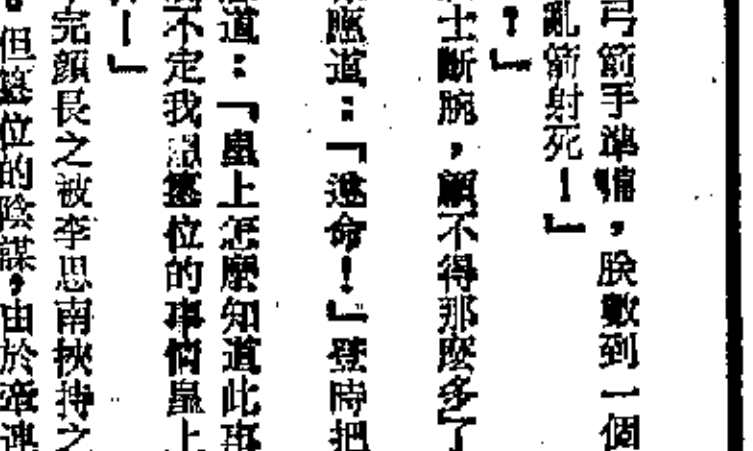 弓箭手準備，朕數到一個
亂箭射死！」
！」
士斷腕，顧不得那麼多了
應道：「遵命！」登時把
道：「皇上怎麼知道此事
不定我篡位的事情皇上
！」
完顏長之被李思南挾持之
。但篡位的陰謀，由於牽連